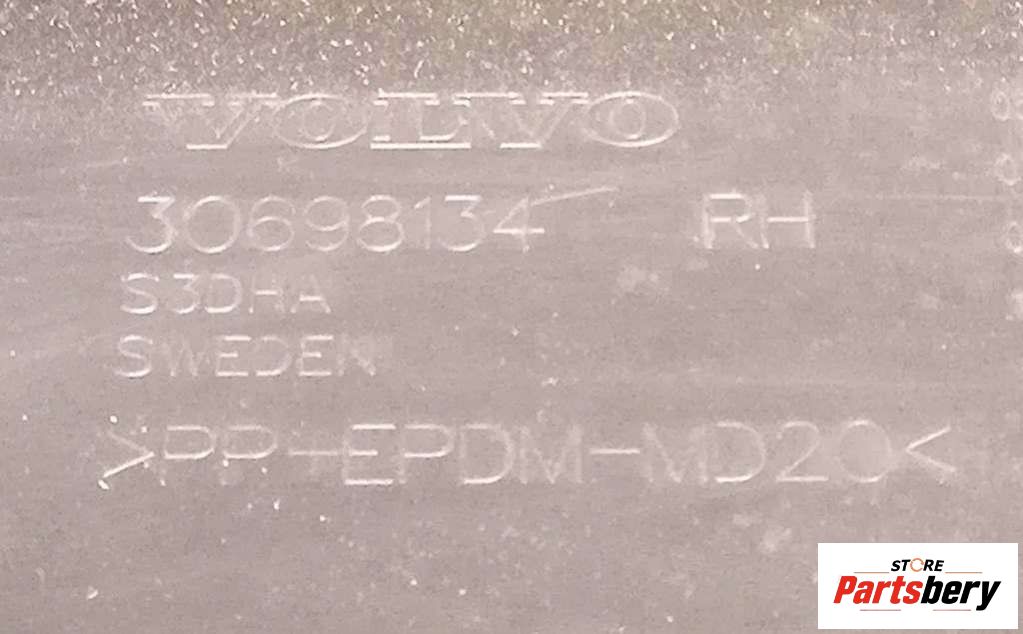 VOLVO
30698134 RH
S3DHA
SWEDEN
>PP+EPDM-MD20<
STORE
Partsbery